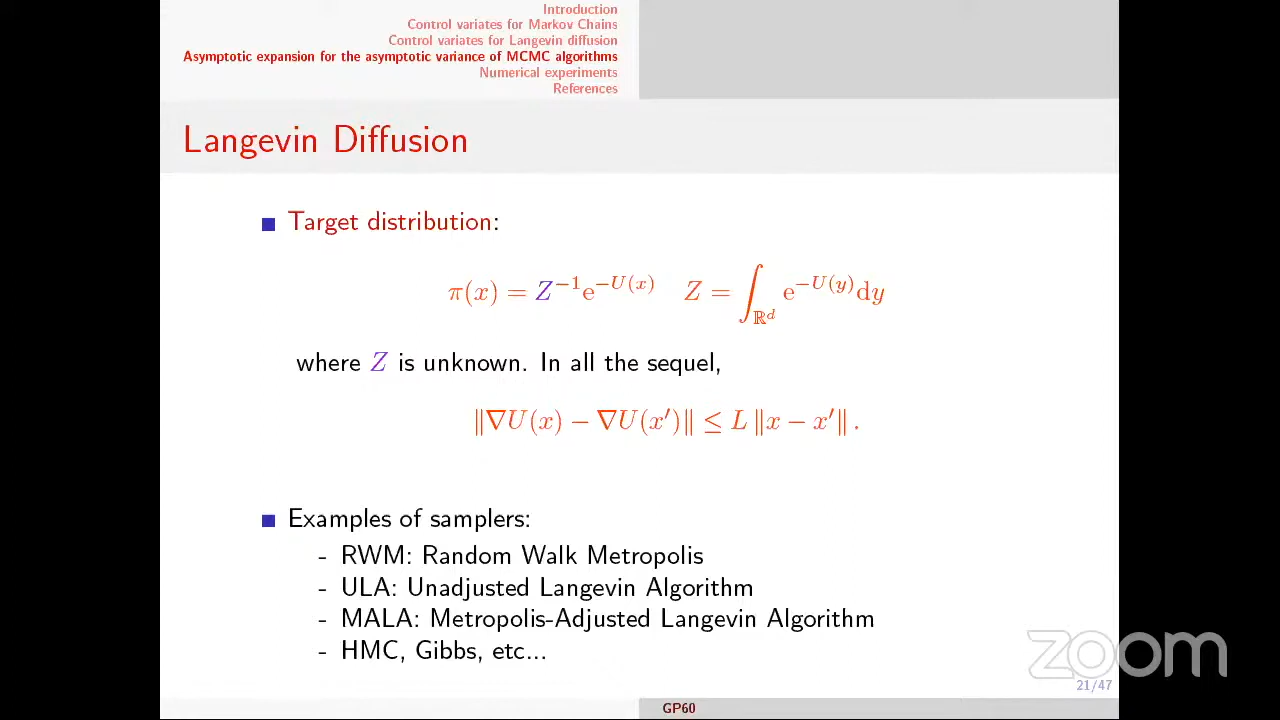 Introduction
Control variates for Markov Chains
Control variates for Langevin diffusion
Asymptotic expansion for the asymptotic variance of MCMC algorithms
Numerical experiments
References
Langevin Diffusion
Target distribution:
π(x) = Z⁻¹e^{−U(x)} Z = ∫_{ℝ^d} e^{−U(y)}dy
where Z is unknown. In all the sequel,
‖∇U(x) − ∇U(x′)‖ ≤ L ‖x − x′‖ .
Examples of samplers:
- RWM: Random Walk Metropolis
- ULA: Unadjusted Langevin Algorithm
- MALA: Metropolis-Adjusted Langevin Algorithm
- HMC, Gibbs, etc...
zoom
21/47
GP60